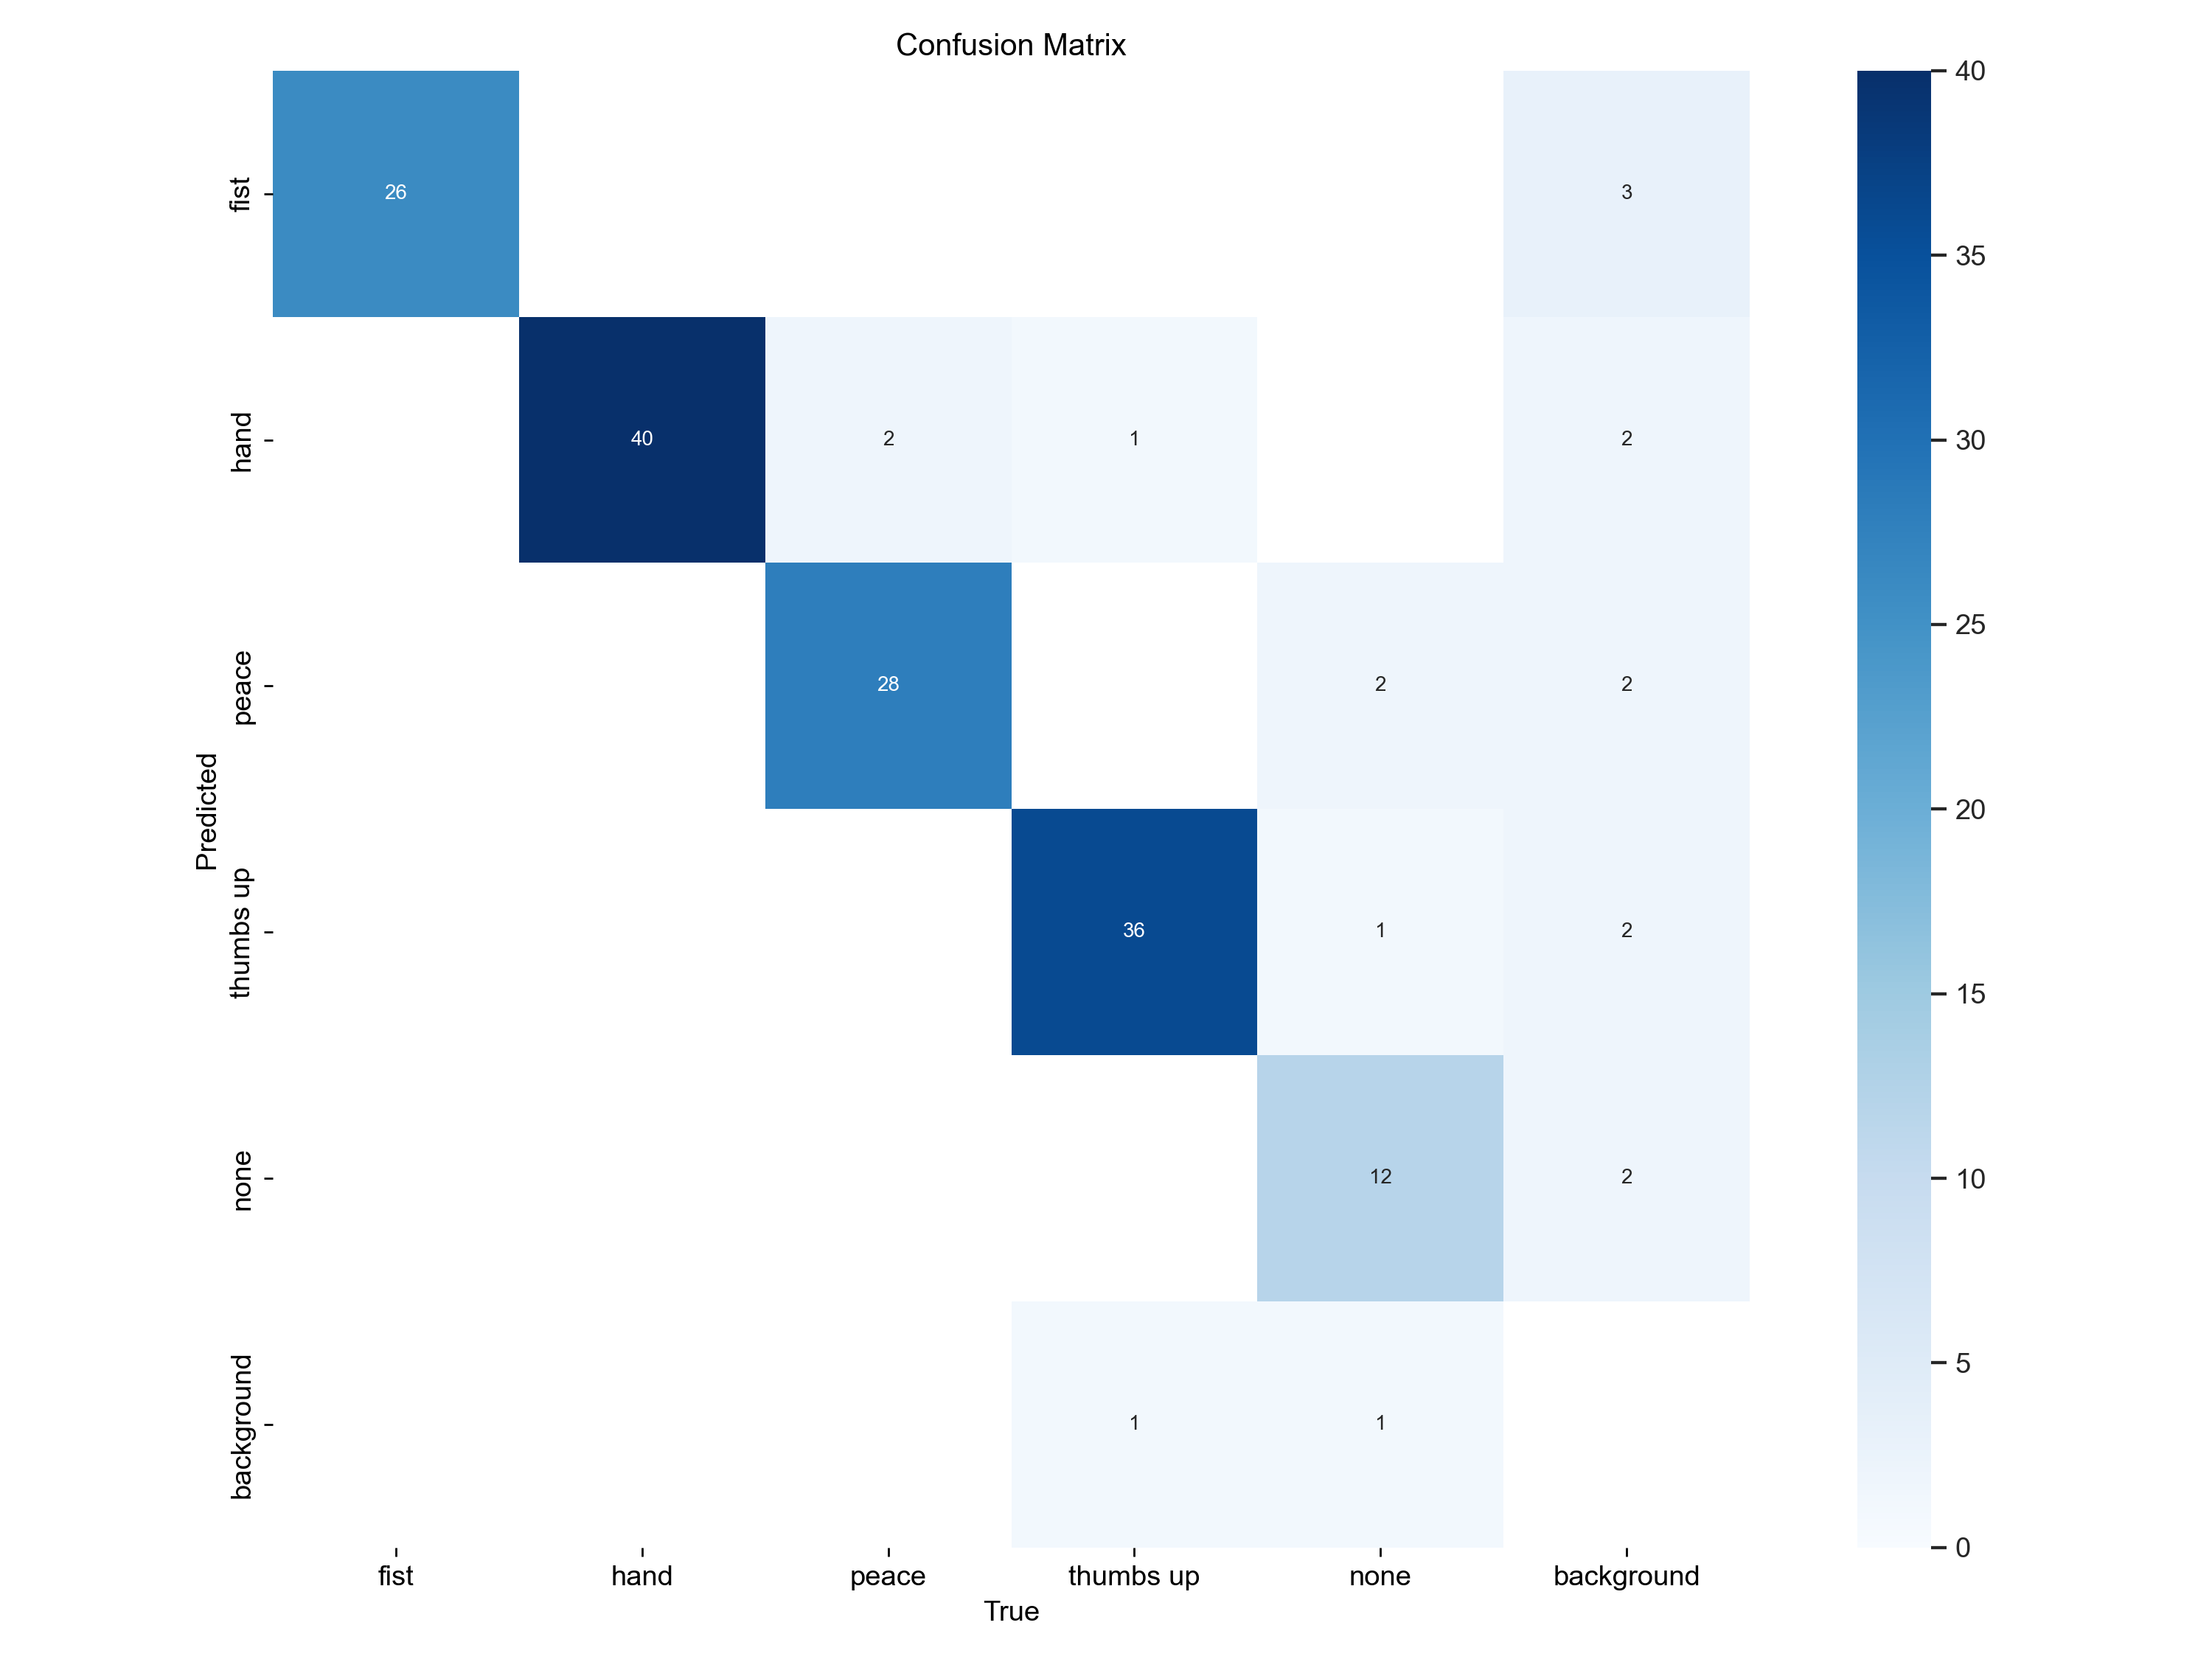 Confusion Matrix
fist
26
3
hand
40
2
1
2
peace
28
2
2
thumbs up
36
1
2
none
12
2
background
1
1
Predicted
fist
hand
peace
thumbs up
none
background
True
40
35
30
25
20
15
10
5
0